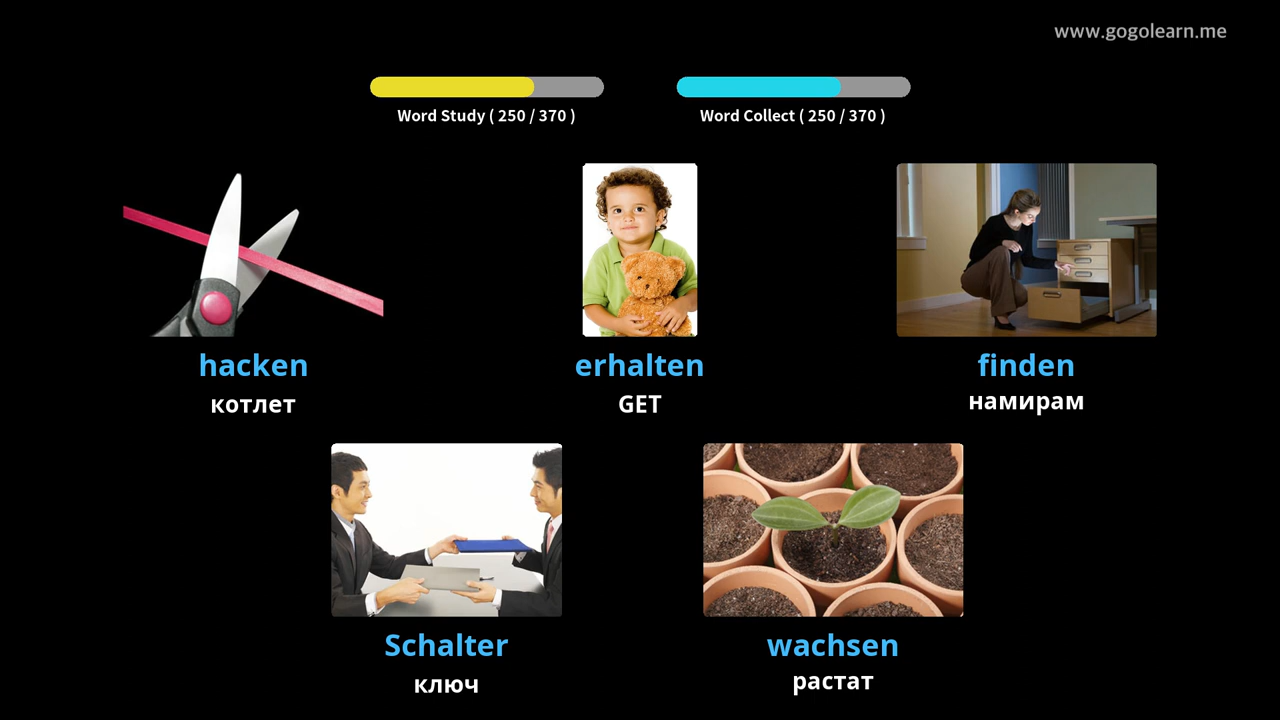 www.gogolearn.me
Word Study ( 250 / 370 )
Word Collect ( 250 / 370 )
hacken
котлет
erhalten
GET
finden
намирам
Schalter
ключ
wachsen
растат